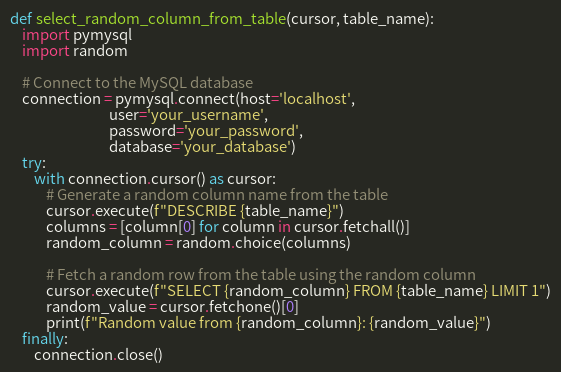 def select_random_column_from_table(cursor, table_name):
    import pymysql
    import random

    # Connect to the MySQL database
    connection = pymysql.connect(host='localhost',
                                 user='your_username',
                                 password='your_password',
                                 database='your_database')
    try:
        with connection.cursor() as cursor:
            # Generate a random column name from the table
            cursor.execute(f"DESCRIBE {table_name}")
            columns = [column[0] for column in cursor.fetchall()]
            random_column = random.choice(columns)

            # Fetch a random row from the table using the random column
            cursor.execute(f"SELECT {random_column} FROM {table_name} LIMIT 1")
            random_value = cursor.fetchone()[0]
            print(f"Random value from {random_column}: {random_value}")
    finally:
        connection.close()